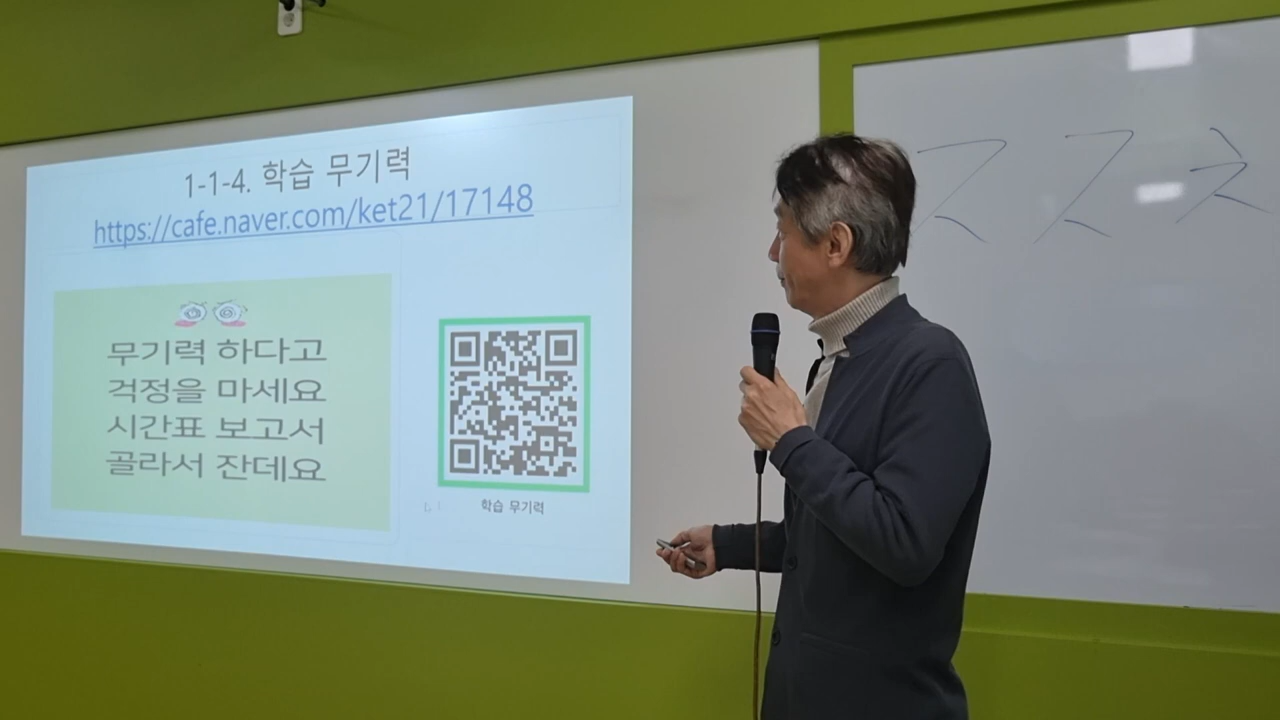 1-1-4. 학습 무기력
https://cafe.naver.com/ket21/17148
무기력 하다고
걱정을 마세요
시간표 보고서
골라서 잔데요
학습 무기력
ㅈ ㅈ ㅊ